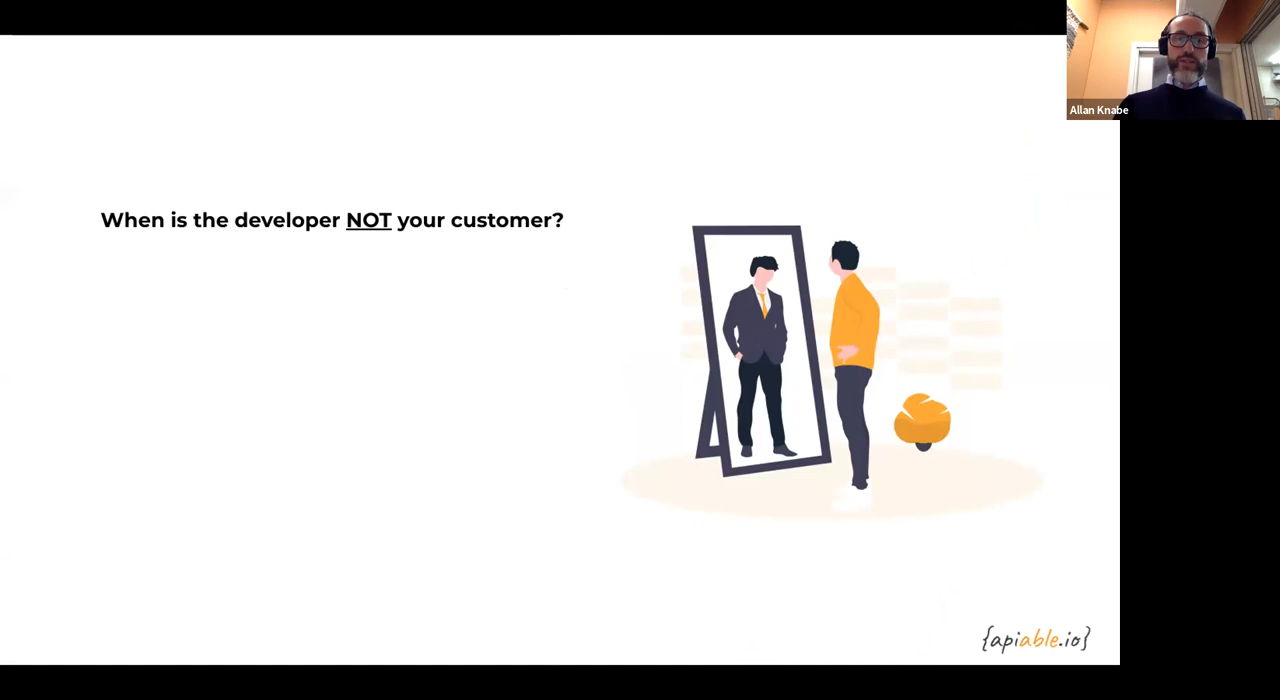 Allan Knabe
When is the developer NOT your customer?
{apiable.io}